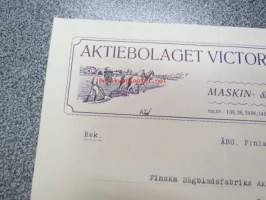 AKTIEBOLAGET VICTOR
MASKIN- &
Rek. ÅBO, Finla
Finska Sågbladsfabriks Ak